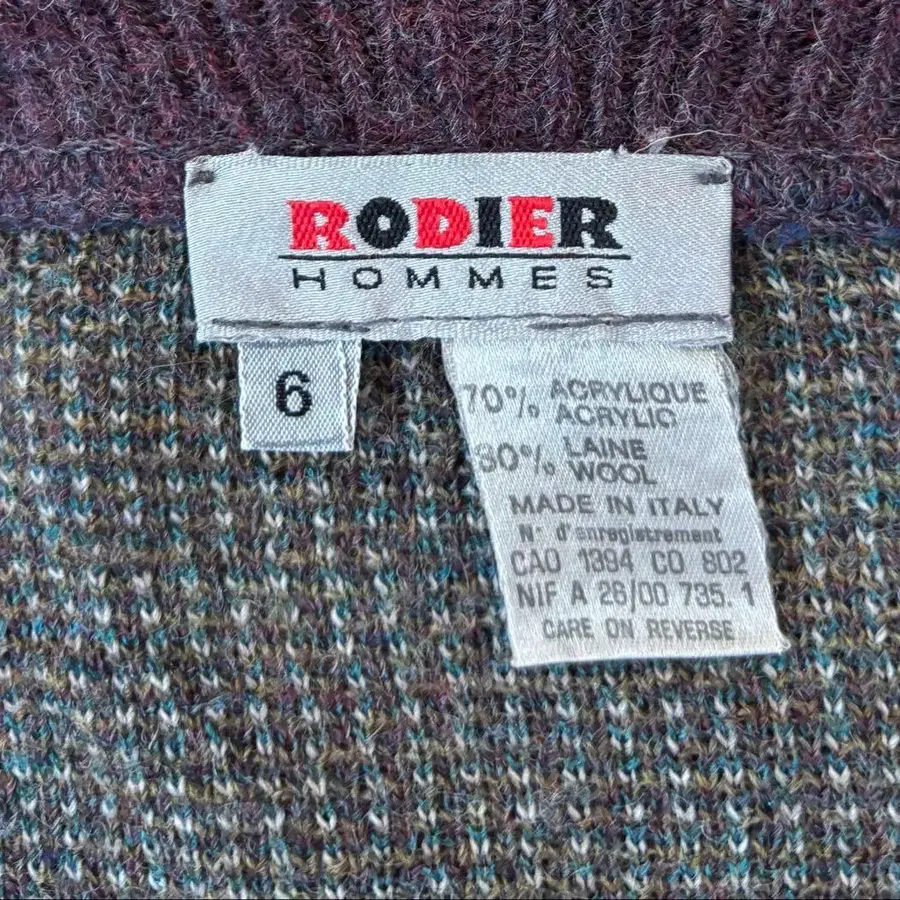 RODIER
HOMMES
6
70% ACRYLIQUE
ACRYLIC
30% LAINE
WOOL
MADE IN ITALY
N° d'enregistrement
CAO 1394 CO 802
NIF A 28/00 735. 1
CARE ON REVERSE